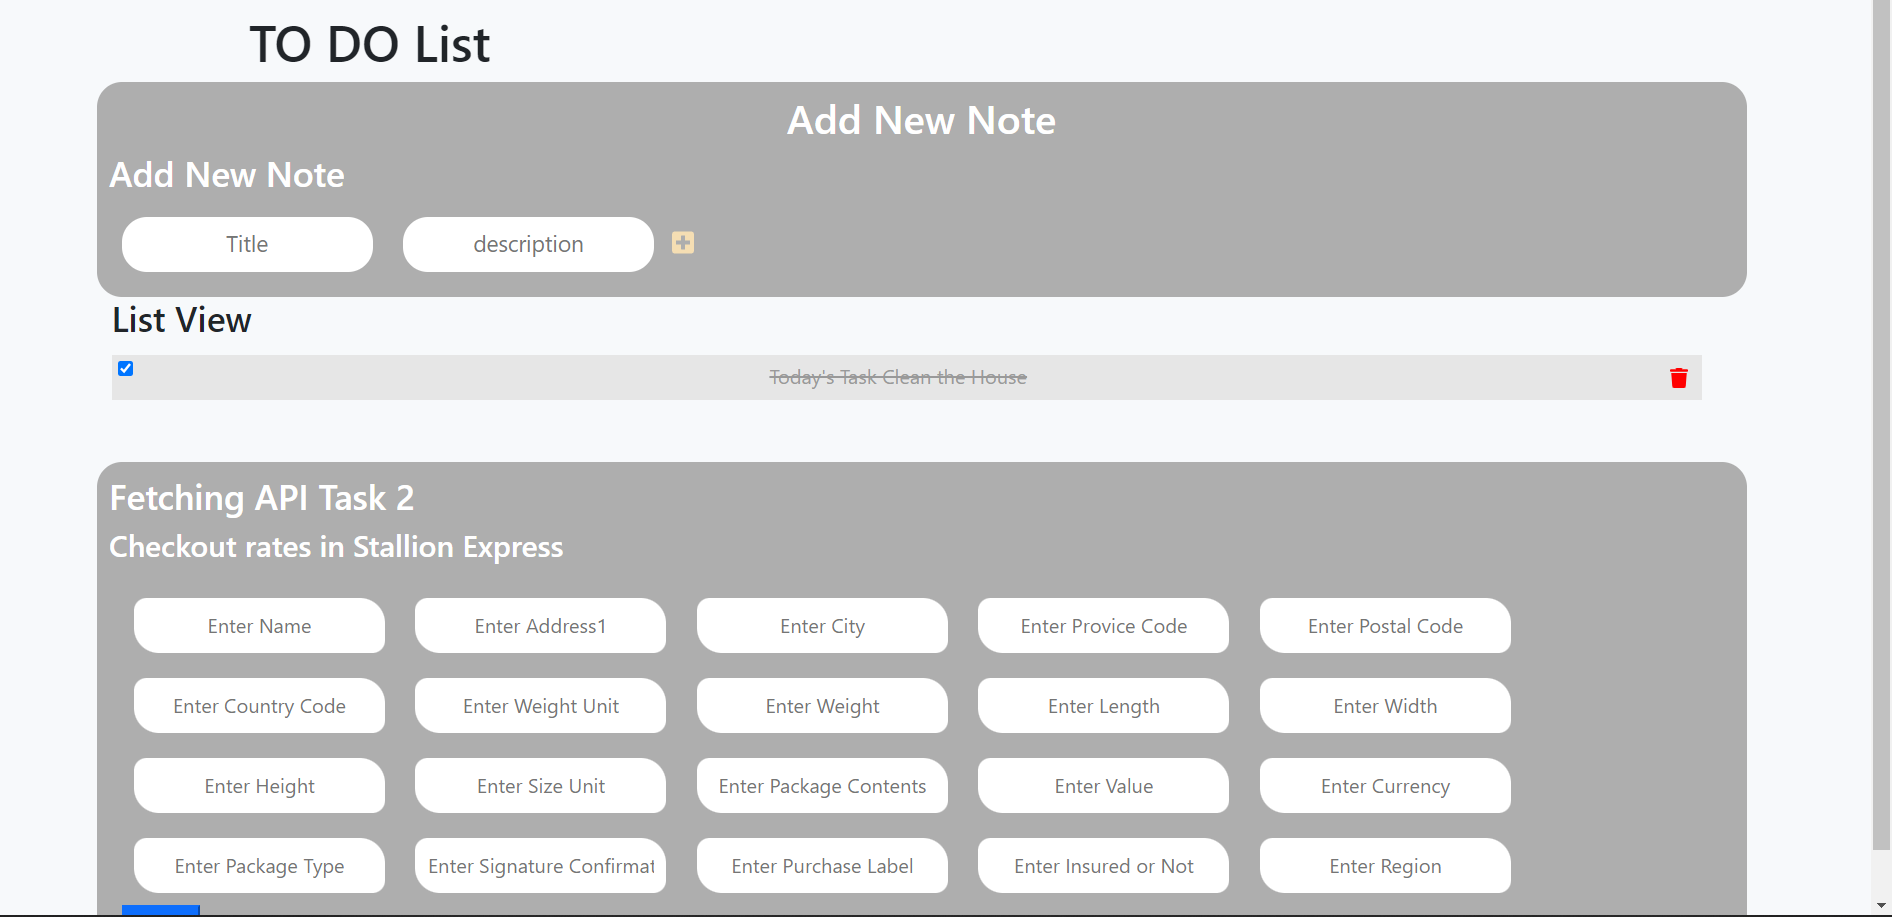 TO DO List
Add New Note
Add New Note
Title description
List View
Today's Task Clean the House
Fetching API Task 2
Checkout rates in Stallion Express
Enter Name Enter Address1 Enter City Enter Provice Code Enter Postal Code
Enter Country Code Enter Weight Unit Enter Weight Enter Length Enter Width
Enter Height Enter Size Unit Enter Package Contents Enter Value Enter Currency
Enter Package Type Enter Signature Confirmat Enter Purchase Label Enter Insured or Not Enter Region